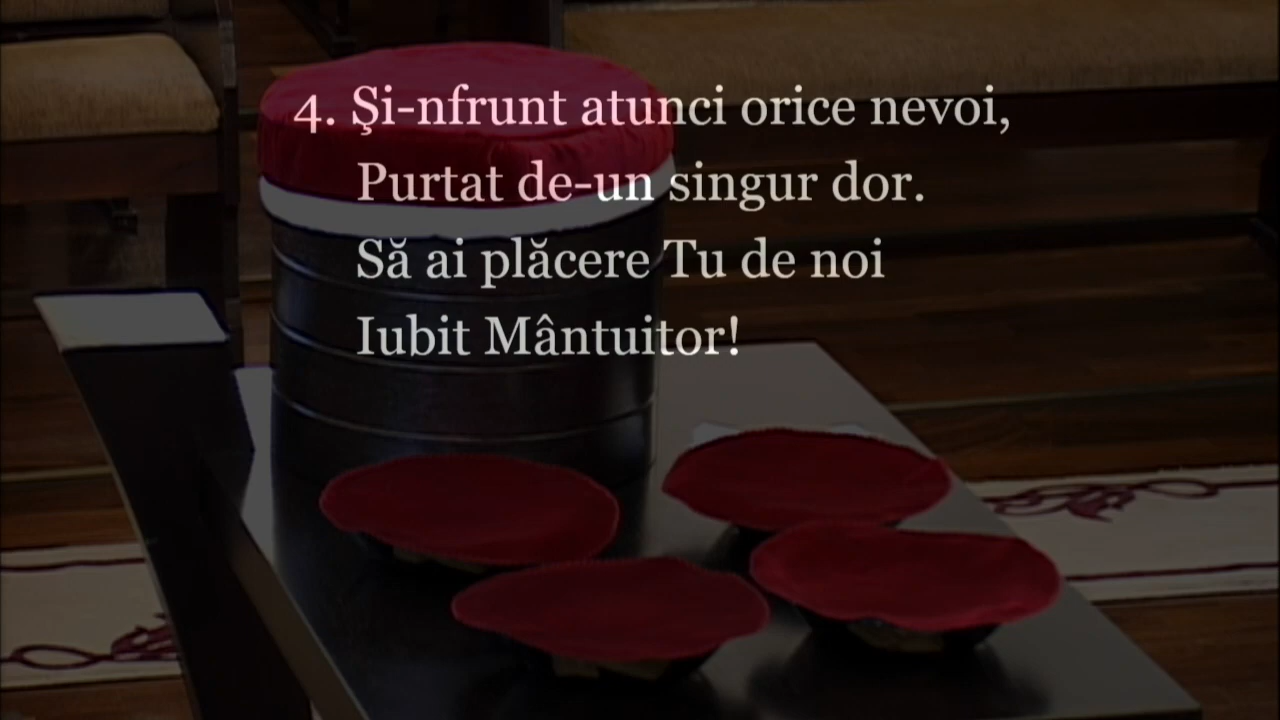 4. Şi-nfrunt atunci orice nevoi,
Purtat de-un singur dor.
Să ai plăcere Tu de noi
Iubit Mântuitor!